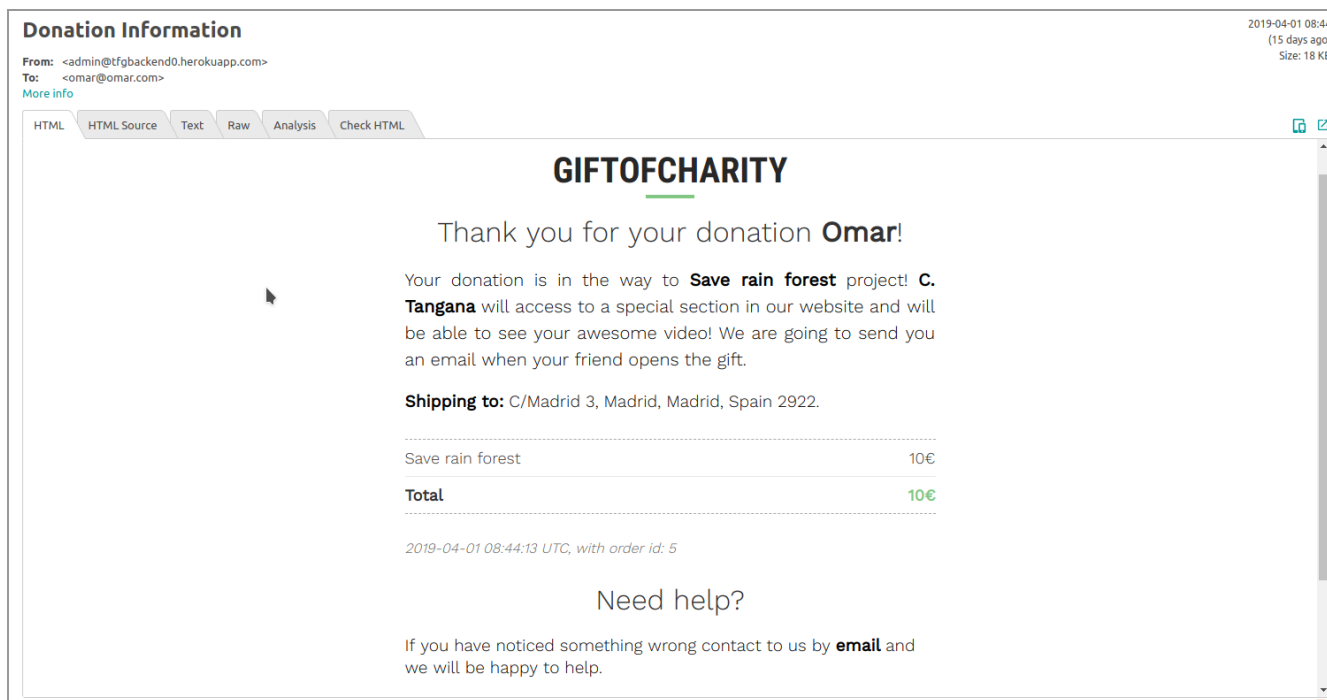 Donation Information
2019-04-01 08:44
(15 days ago
Size: 18 KB
From: <admin@tfgbackend0.herokuapp.com>
To: <omar@omar.com>
More info
HTML HTML Source Text Raw Analysis Check HTML
GIFTOFCHARITY
Thank you for your donation Omar!
Your donation is in the way to Save rain forest project! C.
Tangana will access to a special section in our website and will
be able to see your awesome video! We are going to send you
an email when your friend opens the gift.
Shipping to: C/Madrid 3, Madrid, Madrid, Spain 2922.
Save rain forest 10€
Total 10€
2019-04-01 08:44:13 UTC, with order id: 5
Need help?
If you have noticed something wrong contact to us by email and
we will be happy to help.